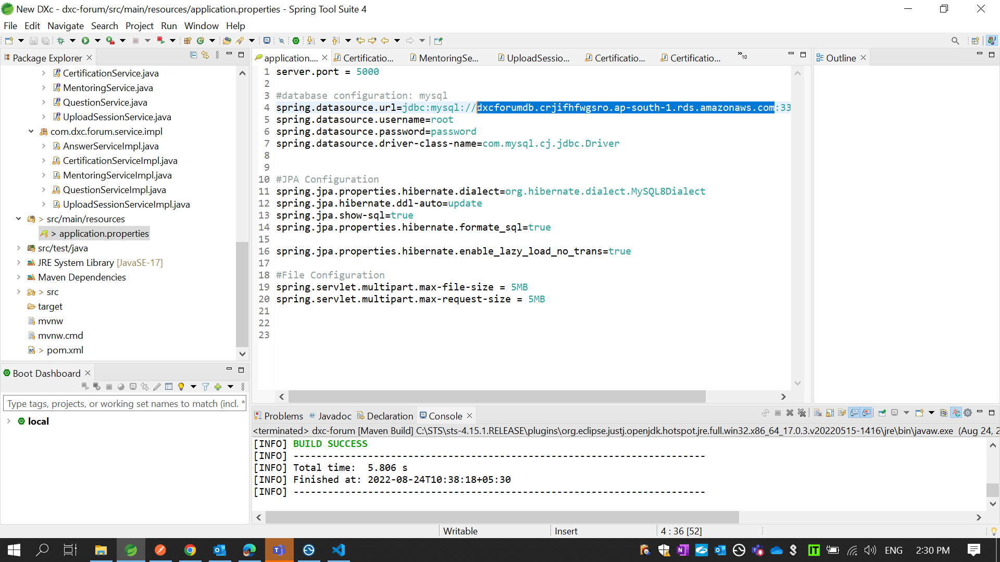 New DXc - dxc-forum/src/main/resources/application.properties - Spring Tool Suite 4
File Edit Navigate Search Project Run Window Help
Package Explorer
CertificationService.java
MentoringService.java
QuestionService.java
UploadSessionService.java
com.dxc.forum.service.impl
AnswerServiceImpl.java
CertificationServiceImpl.java
MentoringServiceImpl.java
QuestionServiceImpl.java
UploadSessionServiceImpl.java
> src/main/resources
> application.properties
src/test/java
JRE System Library [JavaSE-17]
Maven Dependencies
> src
target
mvnw
mvnw.cmd
> pom.xml
Boot Dashboard
Type tags, projects, or working set names to match (incl. *
local
application.... Certificatio... MentoringSe... UploadSessio... Certificatio... Certificatio... »10
1 server.port = 5000
2
3 #database configuration: mysql
4 spring.datasource.url=jdbc:mysql://dxcforumdb.crjifhfwgsro.ap-south-1.rds.amazonaws.com:33
5 spring.datasource.username=root
6 spring.datasource.password=password
7 spring.datasource.driver-class-name=com.mysql.cj.jdbc.Driver
8
9
10 #JPA Configuration
11 spring.jpa.properties.hibernate.dialect=org.hibernate.dialect.MySQL8Dialect
12 spring.jpa.hibernate.ddl-auto=update
13 spring.jpa.show-sql=true
14 spring.jpa.properties.hibernate.formate_sql=true
15
16 spring.jpa.properties.hibernate.enable_lazy_load_no_trans=true
17
18 #File Configuration
19 spring.servlet.multipart.max-file-size = 5MB
20 spring.servlet.multipart.max-request-size = 5MB
21
22
23
Outline
Problems @ Javadoc Declaration Console
<terminated> dxc-forum [Maven Build] C:\STS\sts-4.15.1.RELEASE\plugins\org.eclipse.justj.openjdk.hotspot.jre.full.win32.x86_64_17.0.3.v20220515-1416\jre\bin\javaw.exe (Aug 24, 2
[INFO] BUILD SUCCESS
[INFO] ------------------------------------------------------------------------
[INFO] Total time:  5.806 s
[INFO] Finished at: 2022-08-24T10:38:18+05:30
[INFO] ------------------------------------------------------------------------
Writable Insert 4 : 36 [52]
ENG 2:30 PM